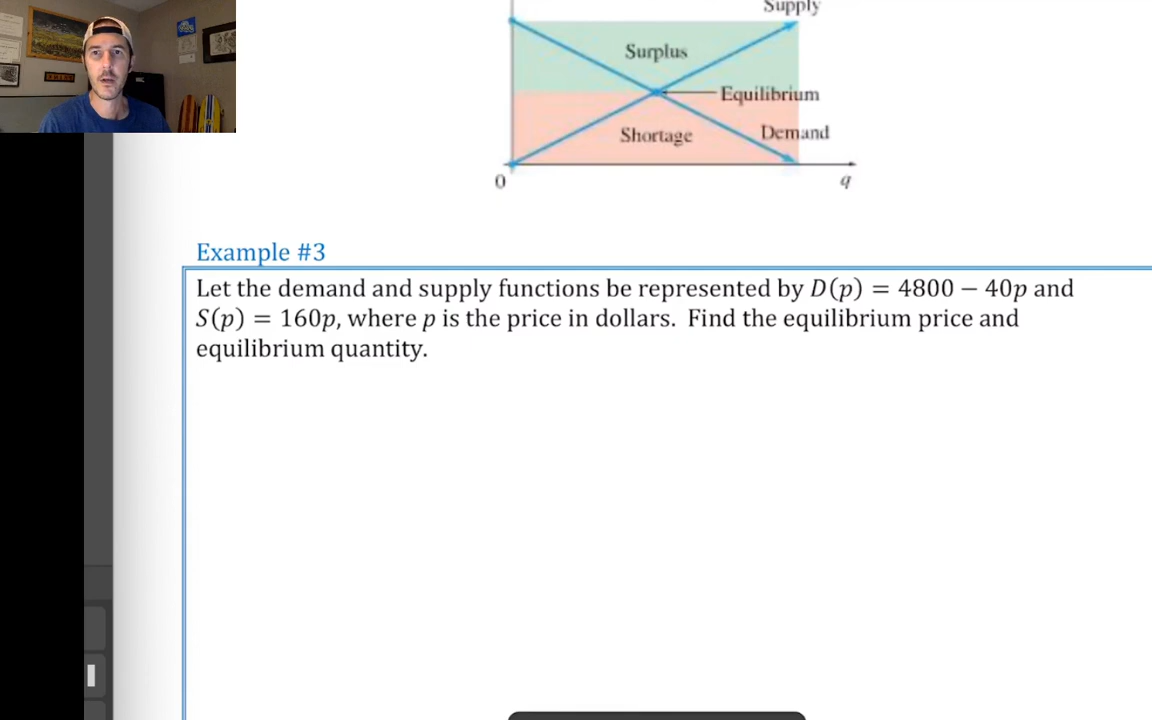 Supply
Surplus
Equilibrium
Shortage
Demand
0
q
Example #3
Let the demand and supply functions be represented by D(p) = 4800 − 40p and
S(p) = 160p, where p is the price in dollars.  Find the equilibrium price and
equilibrium quantity.